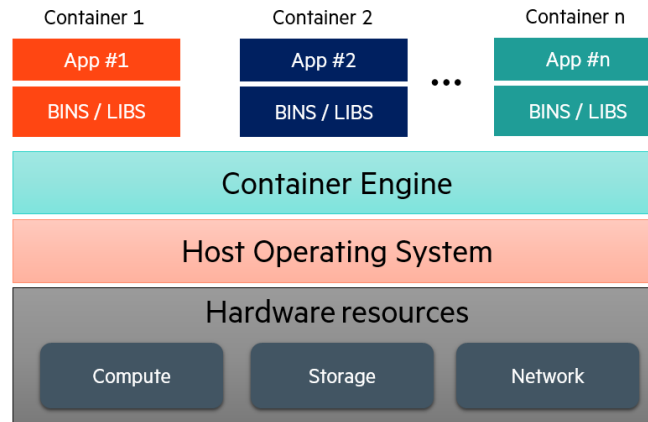 Container 1
Container 2
Container n
App #1
App #2
App #n
...
BINS / LIBS
BINS / LIBS
BINS / LIBS
Container Engine
Host Operating System
Hardware resources
Compute
Storage
Network